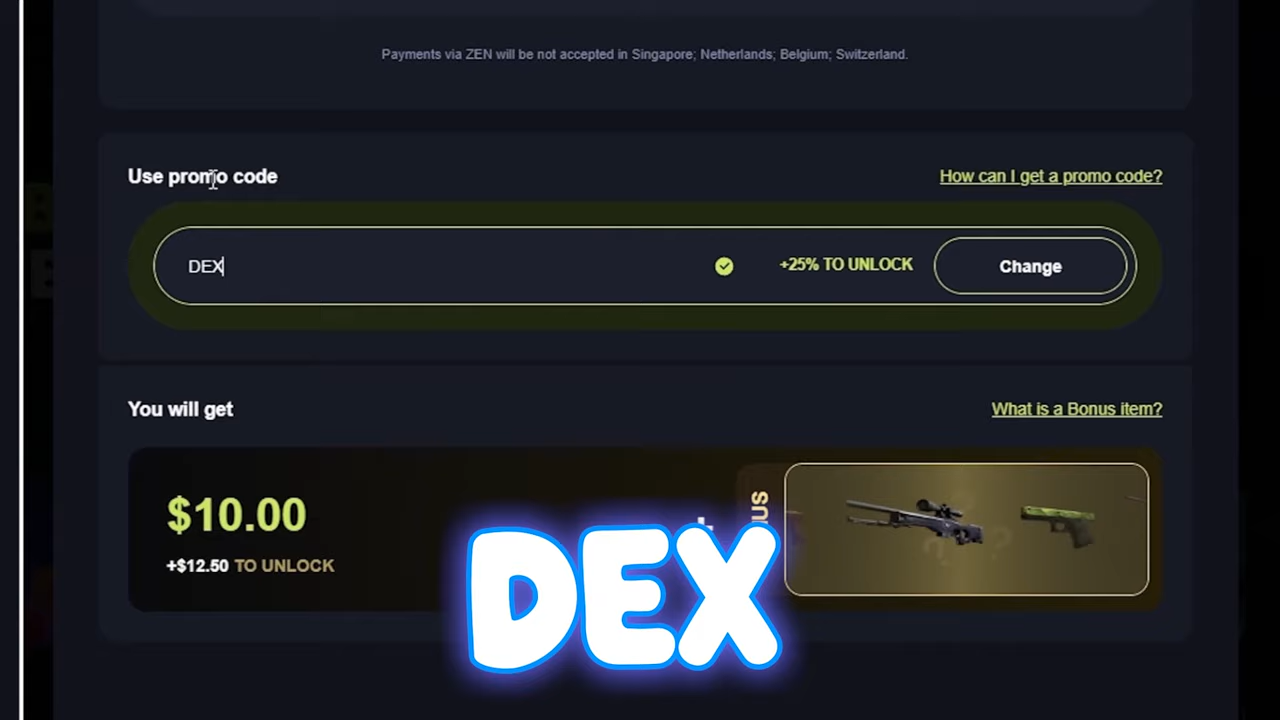 Payments via ZEN will be not accepted in Singapore; Netherlands; Belgium; Switzerland.
Use promo code
How can I get a promo code?
DEX
+25% TO UNLOCK
Change
You will get
What is a Bonus item?
$10.00
+$12.50 TO UNLOCK
+
DEX